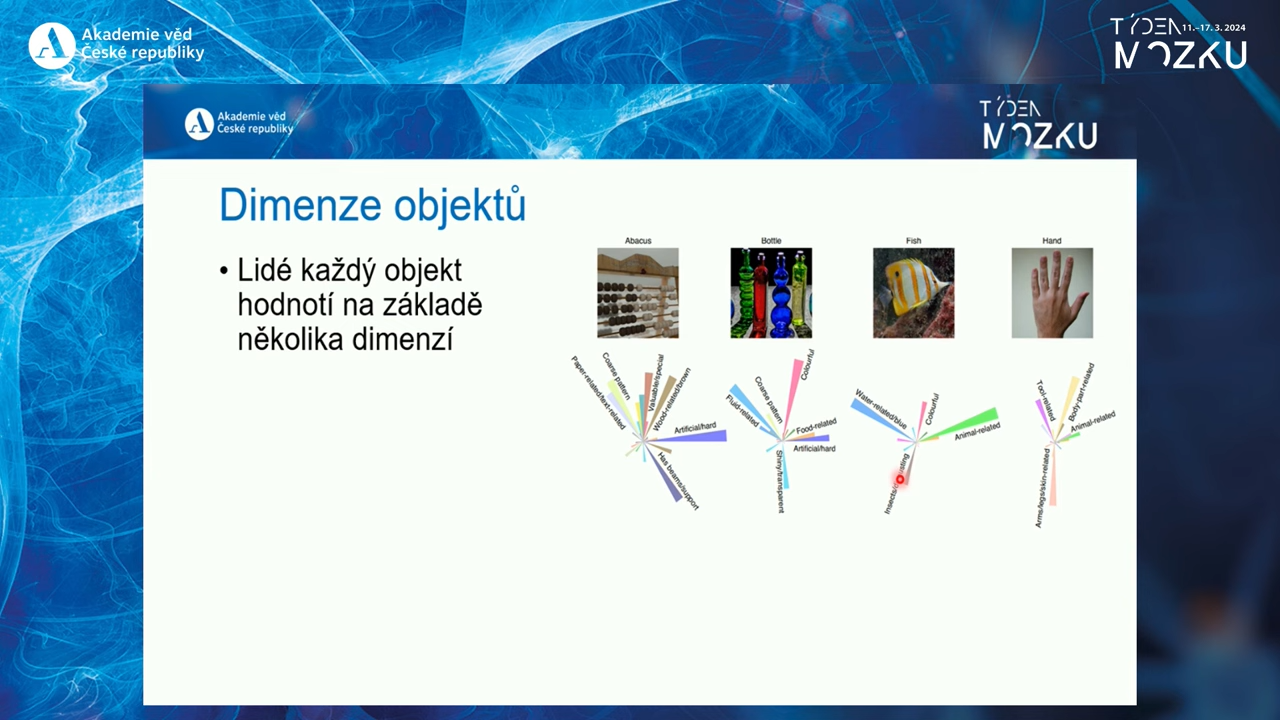 Akademie věd
České republiky
TÝDEN 11.–17. 3. 2024
MOZKU
Akademie věd
České republiky
TÝDEN
MOZKU
Dimenze objektů
• Lidé každý objekt
hodnotí na základě
několika dimenzí
Abacus
Bottle
Fish
Hand
Paper-related/text-related
Coarse pattern
Valuable/special
Wood-related/brown
Artificial/hard
Has beams/support
Fluid-related
Coarse pattern
Colourful
Food-related
Artificial/hard
Shiny/transparent
Water-related/blue
Colourful
Animal-related
Tool-related
Body-part-related
Animal-related
Arms/legs/skin-related